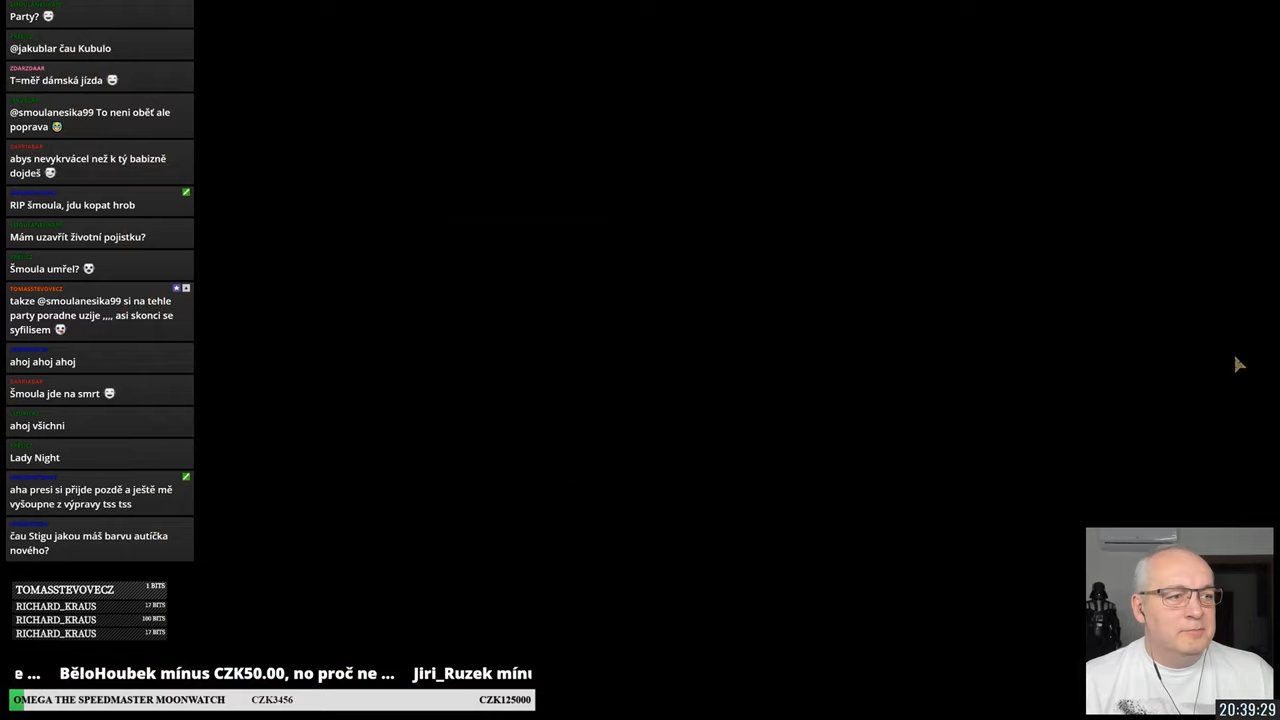 Party?
@jakublar čau Kubulo
ZDARZDAAR
T=měř dámská jízda
@smoulanesika99 To neni oběť ale
poprava
abys nevykrvácel než k tý babizně
dojdeš
RIP šmoula, jdu kopat hrob
Mám uzavřít životní pojistku?
Šmoula umřel?
TOMASSTEVOVECZ
takze @smoulanesika99 si na tehle
party poradne uzije ,,,, asi skonci se
syfilisem
ahoj ahoj ahoj
Šmoula jde na smrt
ahoj všichni
Lady Night
aha presi si přijde pozdě a ještě mě
vyšoupne z výpravy tss tss
čau Stigu jakou máš barvu autíčka
nového?
TOMASSTEVOVECZ 1 BITS
RICHARD_KRAUS 17 BITS
RICHARD_KRAUS 100 BITS
RICHARD_KRAUS 17 BITS
e ... BěloHoubek mínus CZK50.00, no proč ne ... Jiri_Ruzek mínu
OMEGA THE SPEEDMASTER MOONWATCH CZK3456 CZK125000
20:39:29